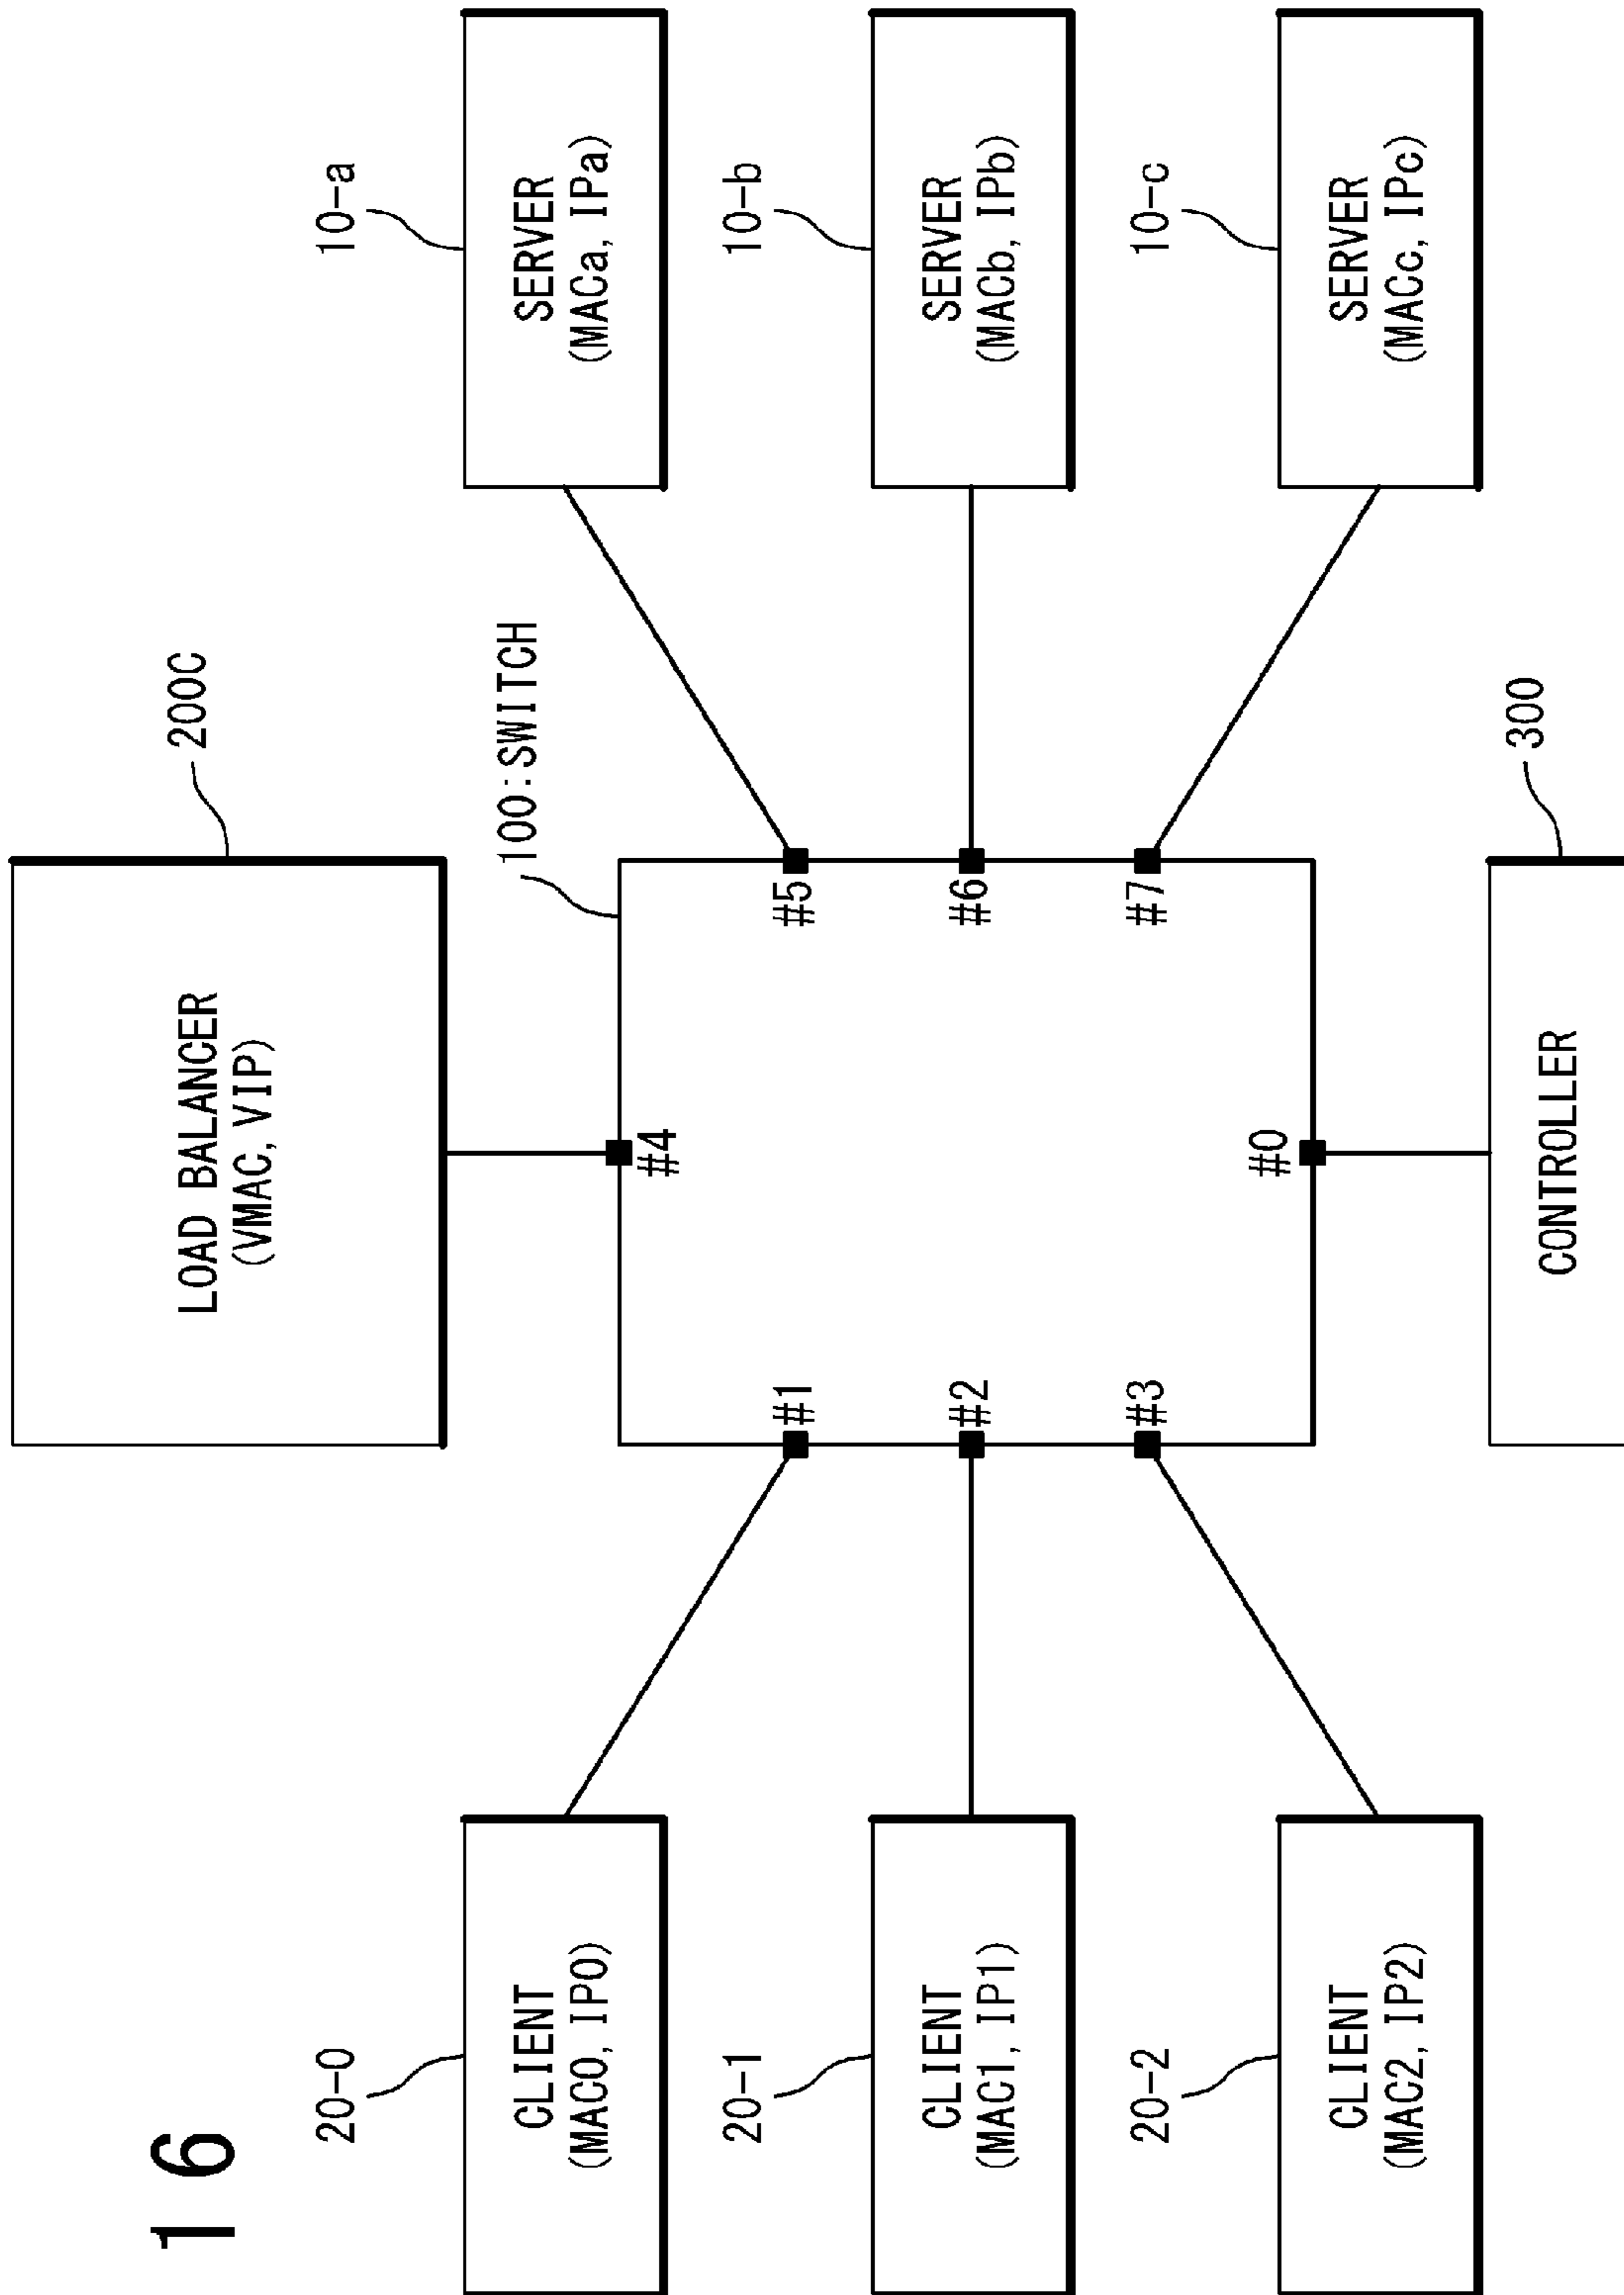 16
200C
LOAD BALANCER
(VMAC, VIP)
100:SWITCH
20-0
CLIENT
(MAC0, IP0)
20-1
CLIENT
(MAC1, IP1)
20-2
CLIENT
(MAC2, IP2)
#4
#1
#2
#3
#5
#6
#7
#0
10-a
SERVER
(MACa, IPa)
10-b
SERVER
(MACb, IPb)
10-c
SERVER
(MACc, IPc)
300
CONTROLLER